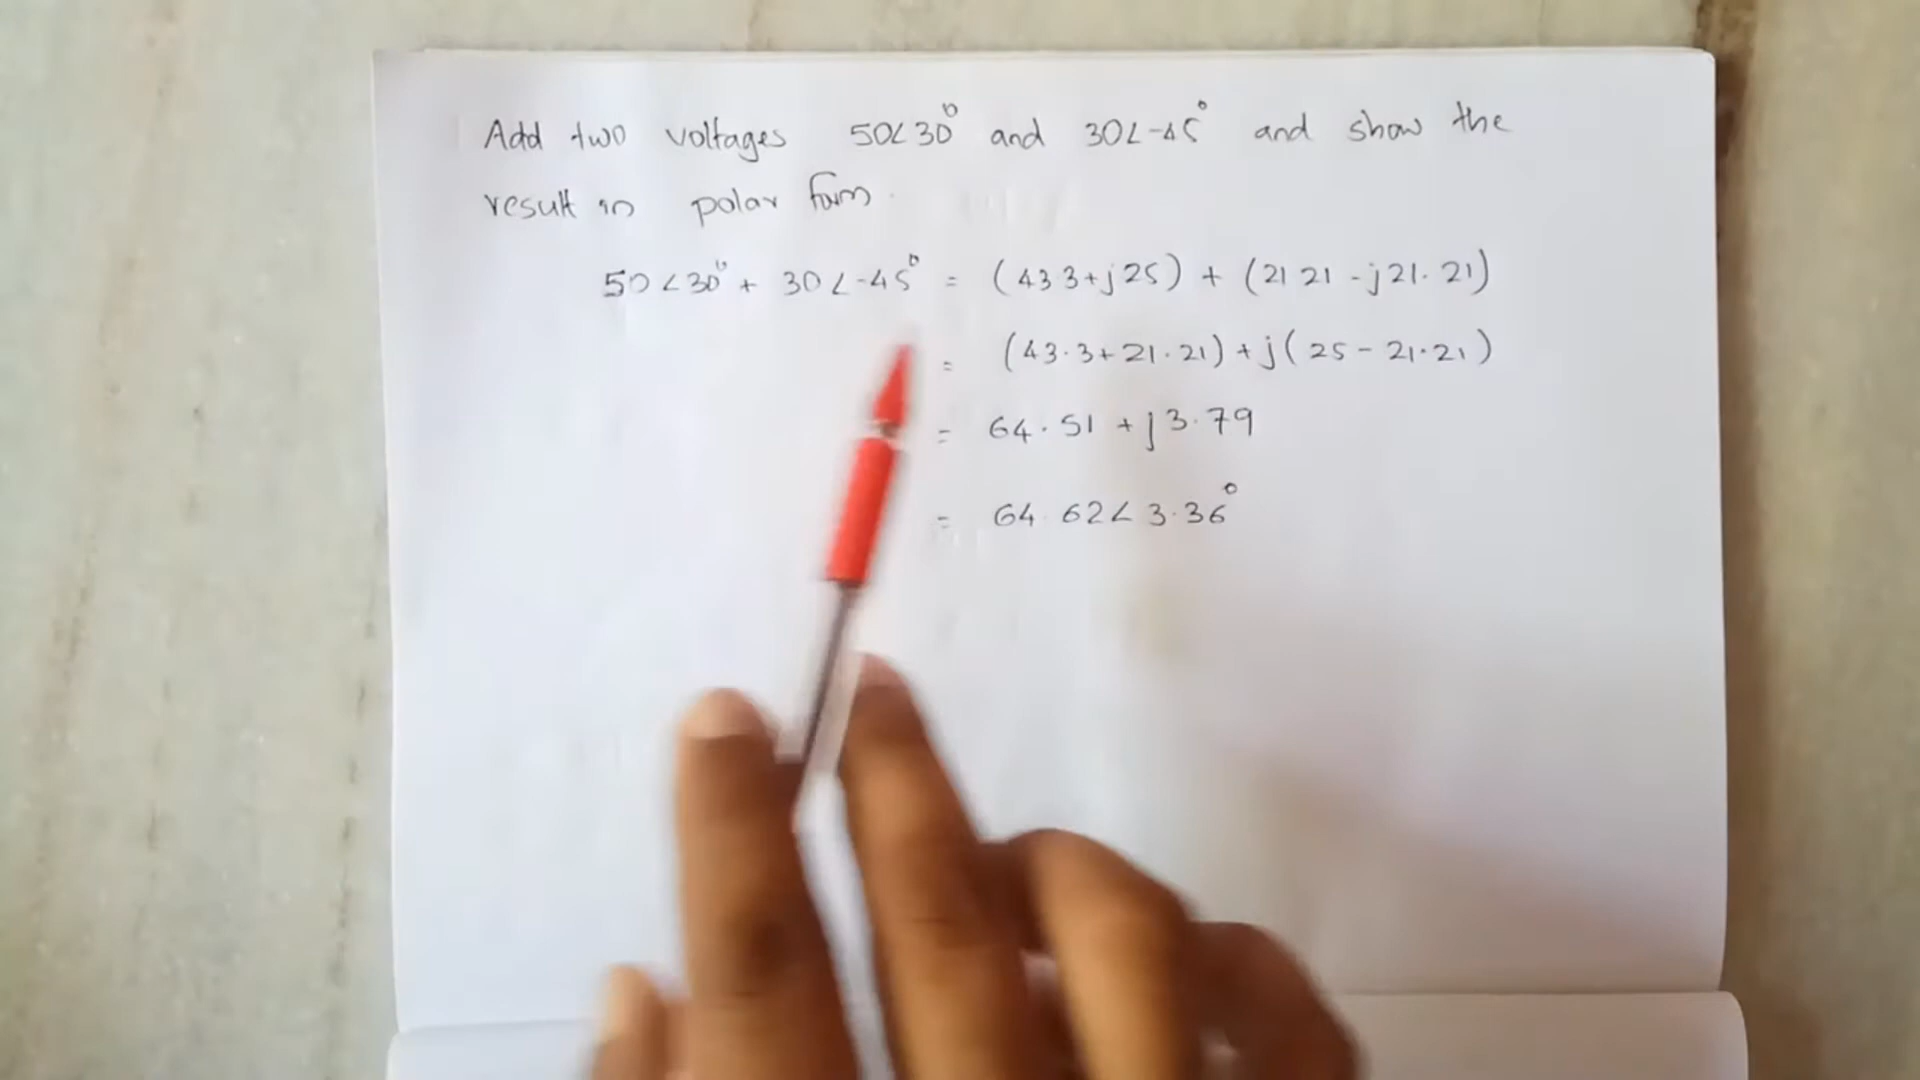 Add two voltages 50∠30° and 30∠-45° and show the
result in polar form.
50∠30° + 30∠-45° = (43.3+j25) + (21.21 -j21.21)
= (43.3+21.21) + j(25 - 21.21)
= 64.51 + j3.79
= 64.62∠3.36°